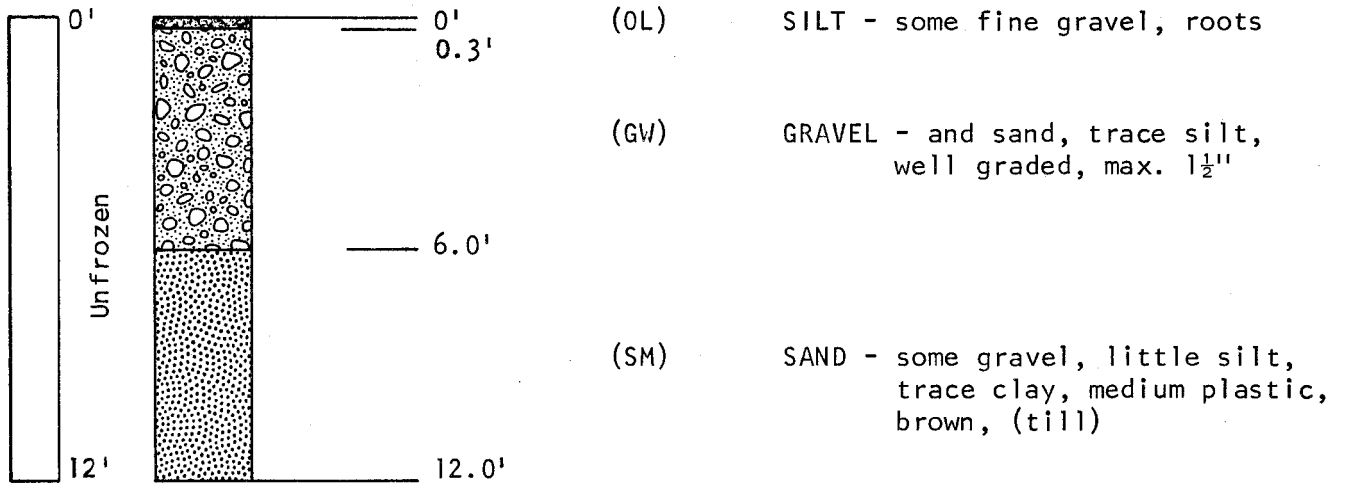 0' 0' (OL) SILT - some fine gravel, roots
0.3'
(GW) GRAVEL - and sand, trace silt,
well graded, max. 1½"
Unfrozen
6.0'
(SM) SAND - some gravel, little silt,
trace clay, medium plastic,
brown, (till)
12' 12.0'